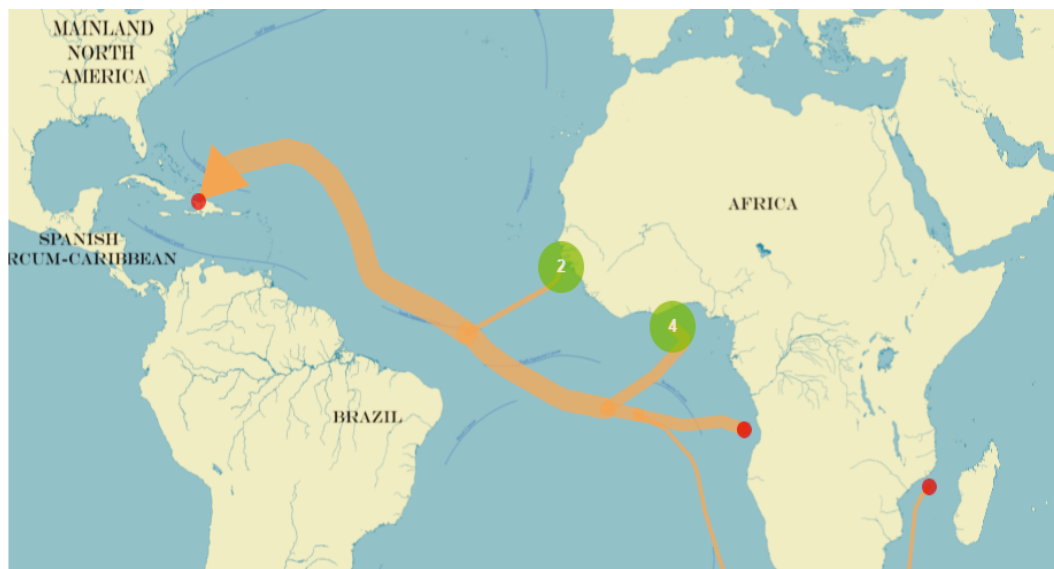 MAINLAND
NORTH
AMERICA
AFRICA
SPANISH
RCUM-CARIBBEAN
2
4
BRAZIL